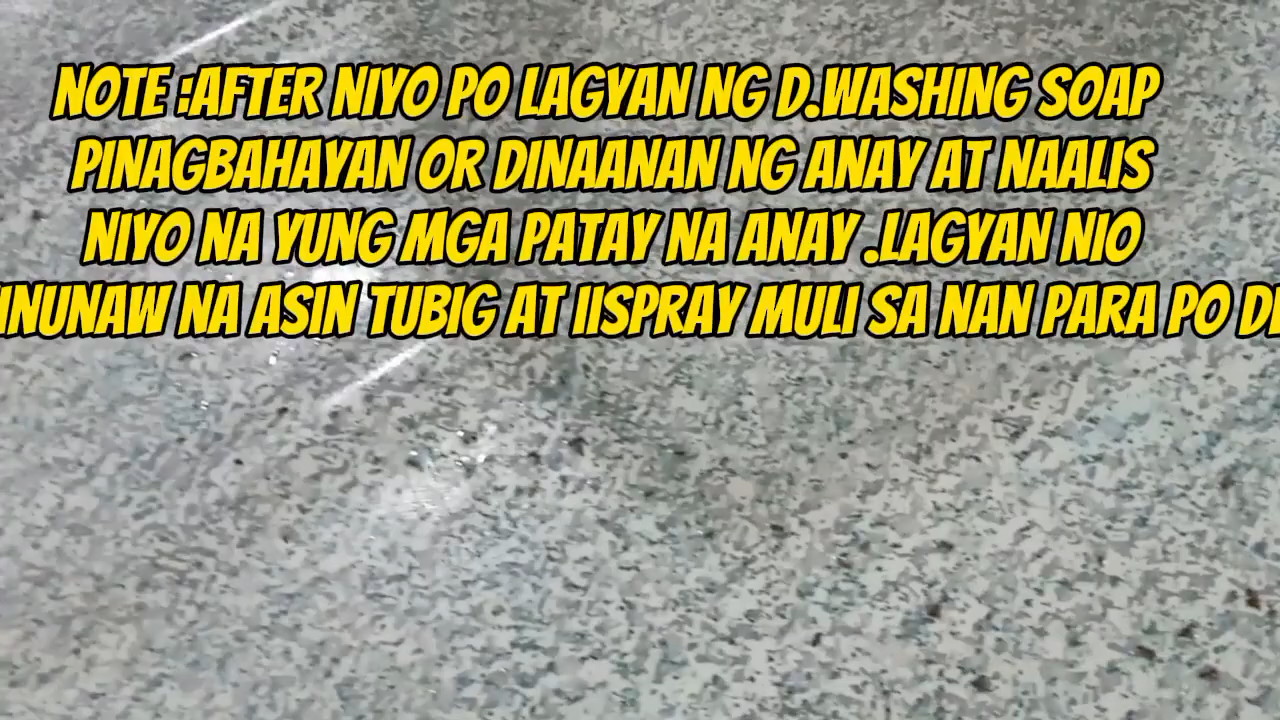 NOTE :AFTER NIYO PO LAGYAN NG D.WASHING SOAP
PINAGBAHAYAN OR DINAANAN NG ANAY AT NAALIS
NIYO NA YUNG MGA PATAY NA ANAY .LAGYAN NIO
NA ASIN TUBIG AT IISPRAY MULI SA NAN PARA PO